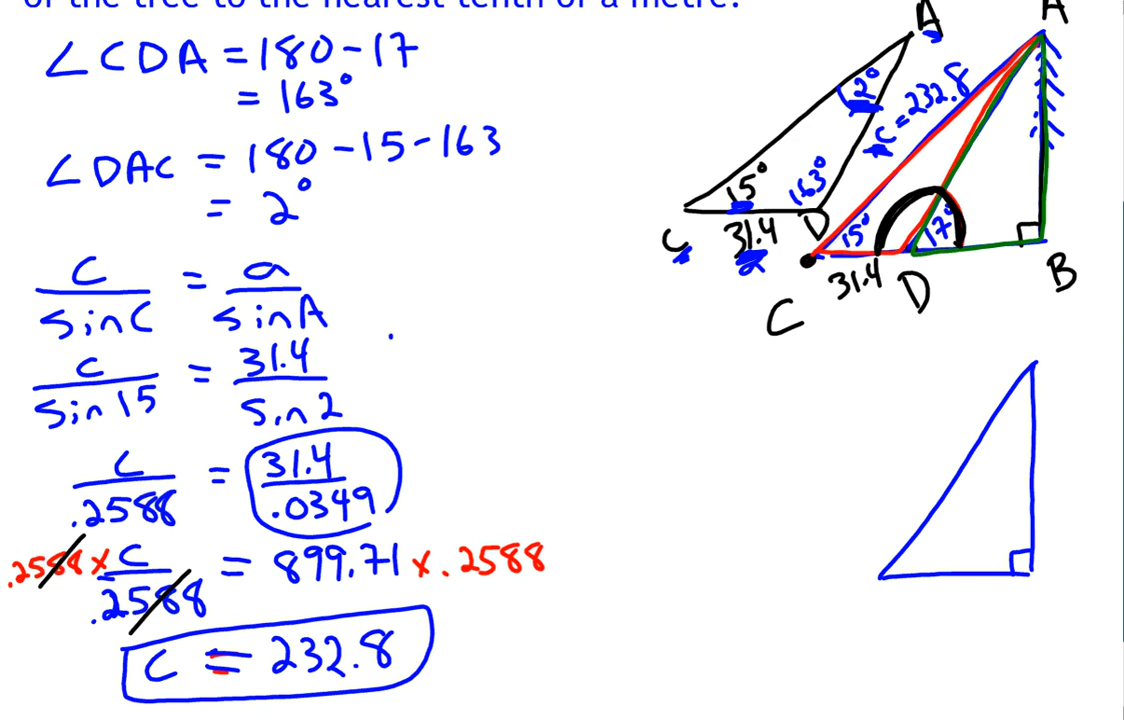 of the tree to the nearest tenth of a metre.
∠CDA = 180-17
= 163°
∠DAC = 180-15-163
= 2°
c/sinC = a/sinA
c/sin15 = 31.4/sin2
c/.2588 = 31.4/.0349
.2588 x c/.2588 = 899.71 x .2588
c = 232.8
A
2°
15°
163°
C
31.4
D
a
A
c = 232.8
15°
17°
31.4
C
D
B